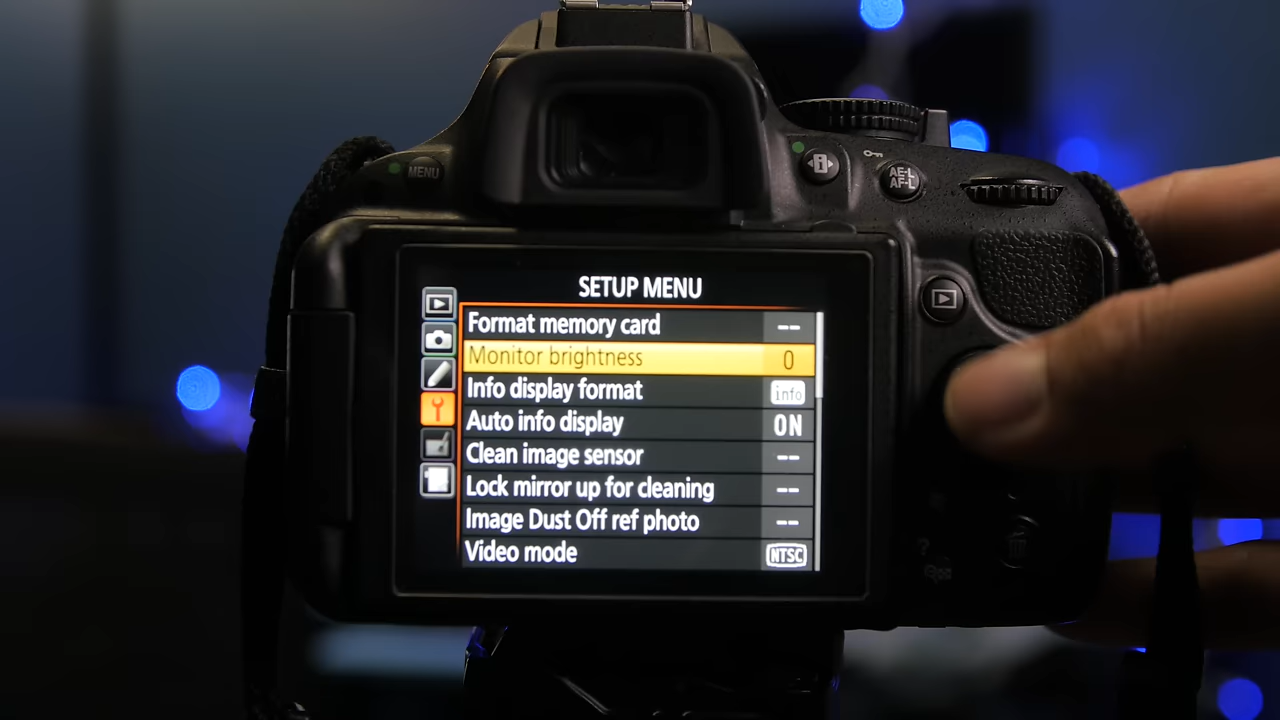 MENU
AE-L
AF-L
SETUP MENU
Format memory card --
Monitor brightness 0
Info display format info
Auto info display ON
Clean image sensor --
Lock mirror up for cleaning --
Image Dust Off ref photo --
Video mode NTSC
?